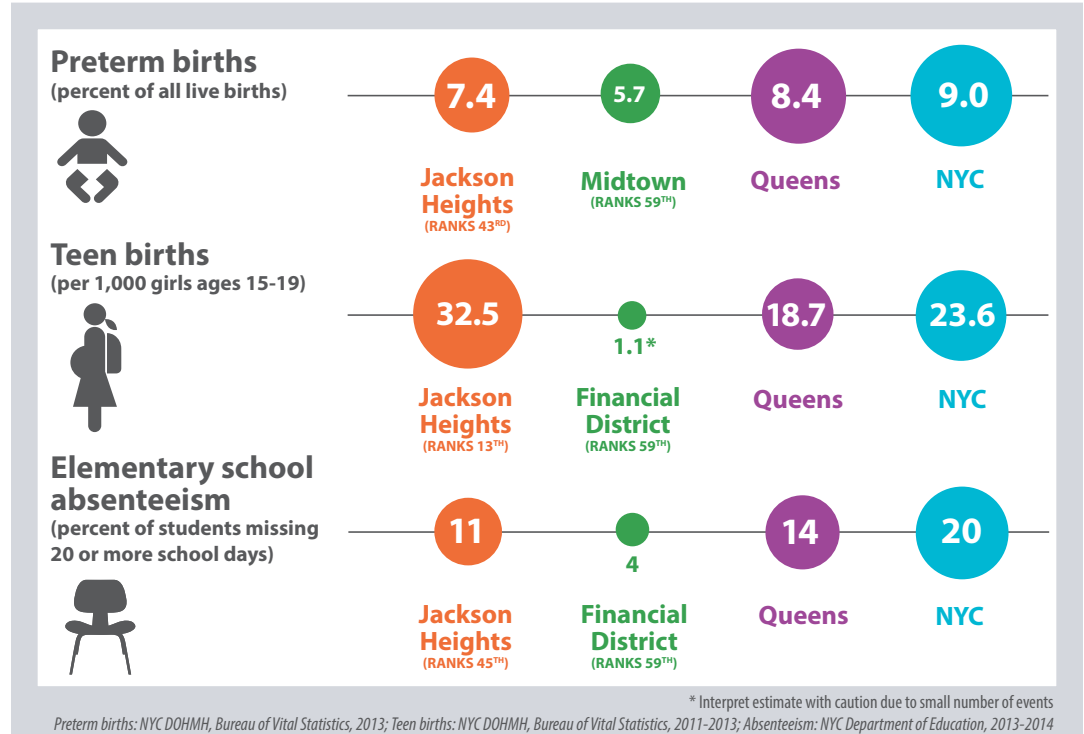 Preterm births
(percent of all live births)
7.4
5.7
8.4
9.0
Jackson
Heights
(RANKS 43RD)
Midtown
(RANKS 59TH)
Queens
NYC
Teen births
(per 1,000 girls ages 15-19)
32.5
1.1*
18.7
23.6
Jackson
Heights
(RANKS 13TH)
Financial
District
(RANKS 59TH)
Queens
NYC
Elementary school
absenteeism
(percent of students missing
20 or more school days)
11
4
14
20
Jackson
Heights
(RANKS 45TH)
Financial
District
(RANKS 59TH)
Queens
NYC
* Interpret estimate with caution due to small number of events
Preterm births: NYC DOHMH, Bureau of Vital Statistics, 2013; Teen births: NYC DOHMH, Bureau of Vital Statistics, 2011-2013; Absenteeism: NYC Department of Education, 2013-2014